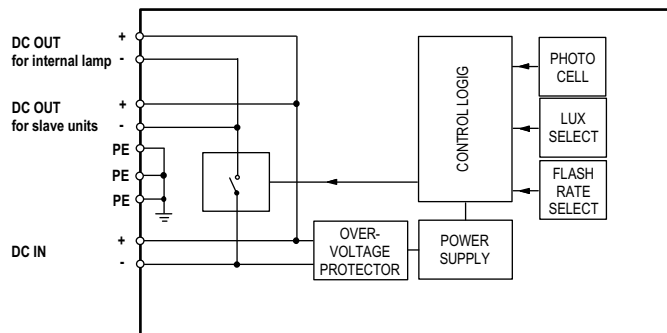 DC OUT
for internal lamp
+
-
DC OUT
for slave units
+
-
PE
PE
PE
DC IN
+
-
CONTROL LOGIG
PHOTO
CELL
LUX
SELECT
FLASH
RATE
SELECT
OVER-
VOLTAGE
PROTECTOR
POWER
SUPPLY